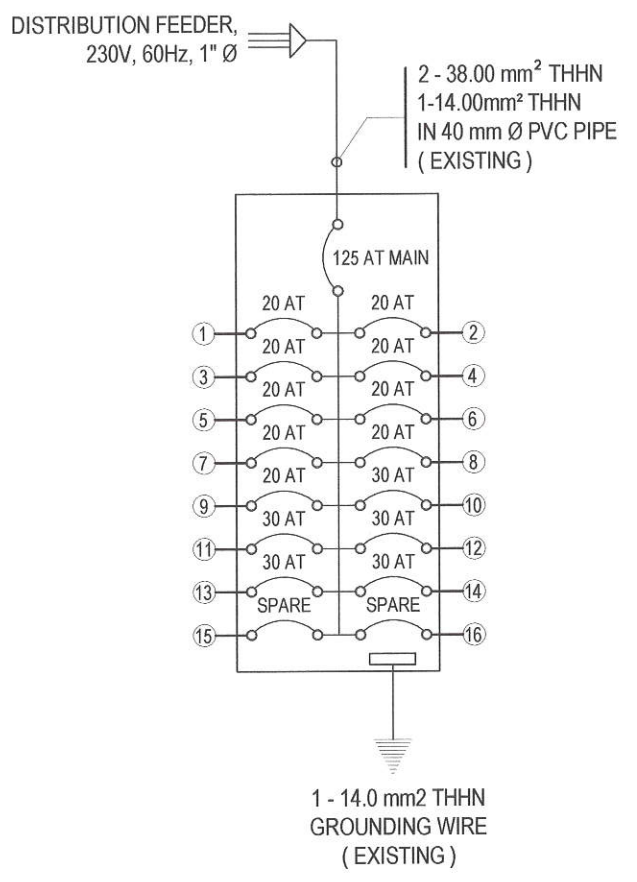 DISTRIBUTION FEEDER,
230V, 60Hz, 1" Ø
2 - 38.00 mm² THHN
1-14.00mm² THHN
IN 40 mm Ø PVC PIPE
( EXISTING )
125 AT MAIN
20 AT 20 AT
1 2
20 AT 20 AT
3 4
20 AT 20 AT
5 6
20 AT 20 AT
7 8
20 AT 30 AT
9 10
30 AT 30 AT
11 12
30 AT 30 AT
13 14
SPARE SPARE
15 16
1 - 14.0 mm2 THHN
GROUNDING WIRE
( EXISTING )